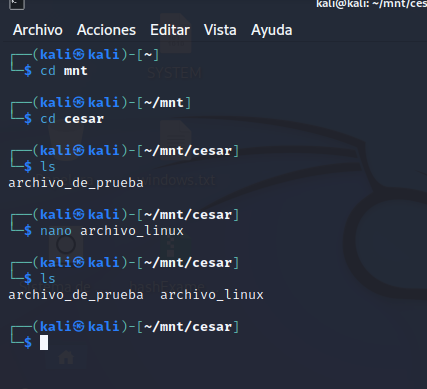 kali@kali: ~/mnt/ces
Archivo Acciones Editar Vista Ayuda
SYSTEM
┌──(kali㉿kali)-[~]
└─$ cd mnt
┌──(kali㉿kali)-[~/mnt]
└─$ cd cesar
┌──(kali㉿kali)-[~/mnt/cesar]
└─$ ls
archivo_de_prueba
┌──(kali㉿kali)-[~/mnt/cesar]
└─$ nano archivo_linux
┌──(kali㉿kali)-[~/mnt/cesar]
└─$ ls
archivo_de_prueba archivo_linux
┌──(kali㉿kali)-[~/mnt/cesar]
└─$